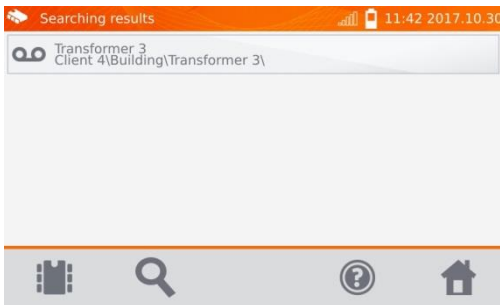 Searching results
11:42 2017.10.30
Transformer 3
Client 4\Building\Transformer 3\
?